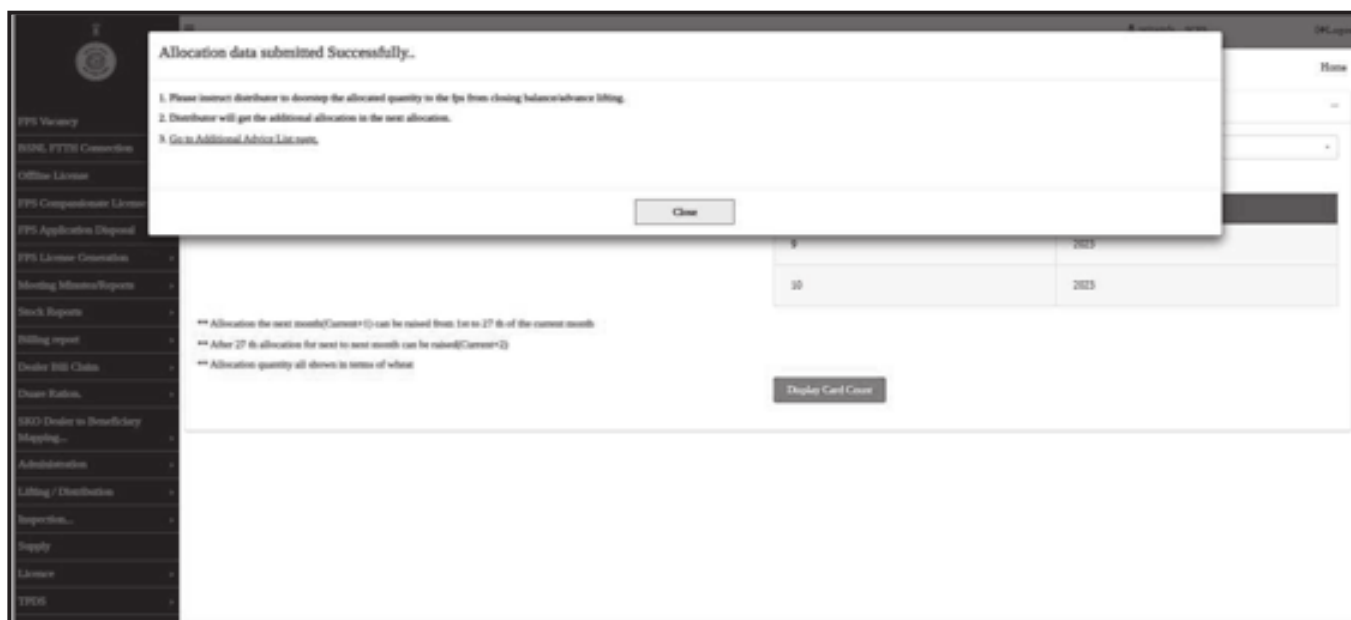 Home
Allocation data submitted Successfully..
1. Please instruct distributor to doorstep the allocated quantity to the fps from closing balance/advance lifting.
2. Distributor will get the additional allocation in the next allocation.
3. Go to Additional Advice List page.
Close
FPS Vacancy
BSNL FTTH Connection
Offline License
FPS Compassionate License
FPS Application Disposal
FPS License Generation
Meeting Minutes/Reports
Stock Reports
Billing report
Dealer Bill Claim
Duare Ration.
SKO Dealer to Beneficiary
Mapping...
Administration
Lifting / Distribution
Inspection...
Supply
Licence
TPDS
9 2023
10 2023
** Allocation the next month(Current+1) can be raised from 1st to 27 th of the current month
** After 27 th allocation for next to next month can be raised(Current+2)
** Allocation quantity all shown in terms of wheat
Display Card Count